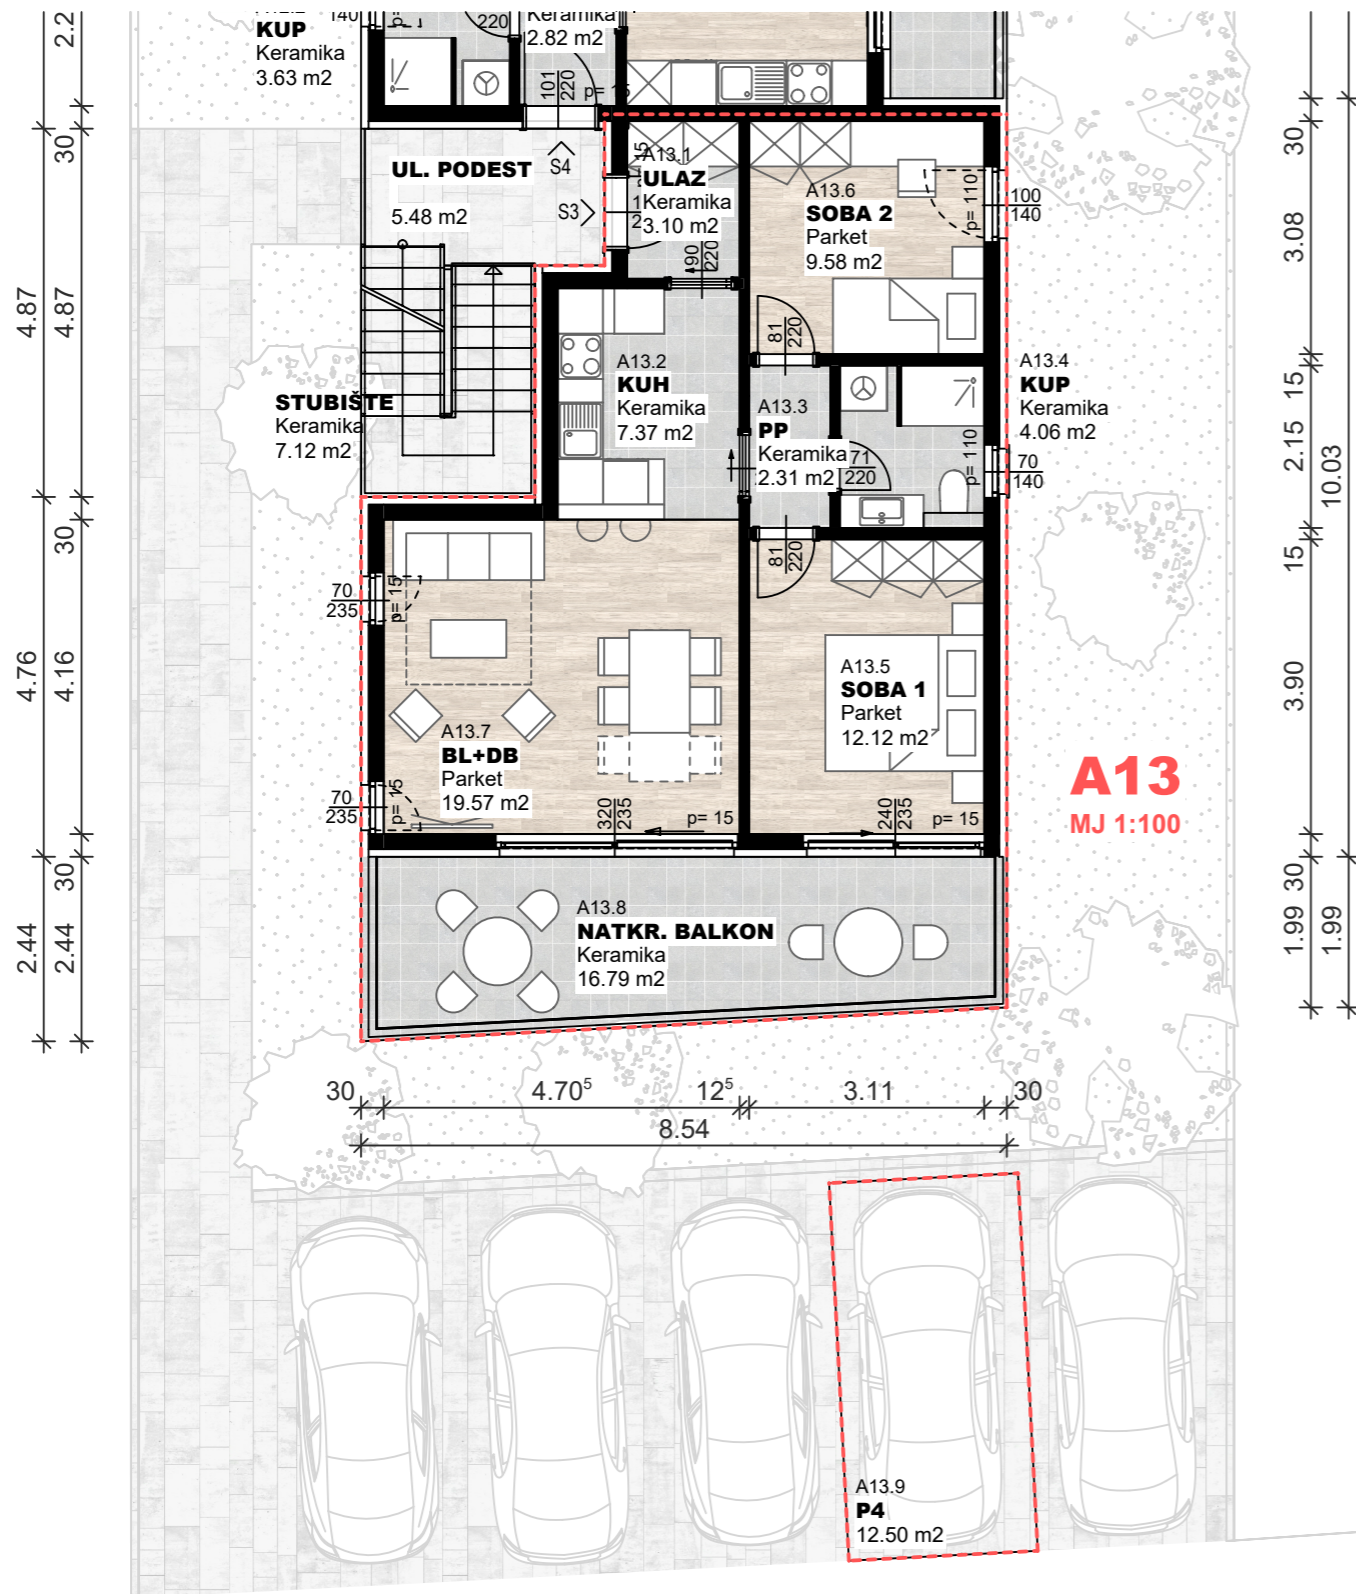 KUP
Keramika
3.63 m2
140
220
Keramika
2.82 m2
101
220
UL. PODEST
5.48 m2
S4
S3
A13.1
ULAZ
Keramika
3.10 m2
90
220
A13.6
SOBA 2
Parket
9.58 m2
p= 110
100
140
81
220
STUBIŠTE
Keramika
7.12 m2
A13.2
KUH
Keramika
7.37 m2
A13.3
PP
Keramika
2.31 m2
71
220
A13.4
KUP
Keramika
4.06 m2
p= 110
70
140
81
220
70
235
p= 15
A13.5
SOBA 1
Parket
12.12 m2
A13.7
BL+DB
Parket
19.57 m2
70
235
p= 15
320
235
p= 15
240
235
p= 15
A13
MJ 1:100
A13.8
NATKR. BALKON
Keramika
16.79 m2
30
4.70⁵
12⁵
3.11
30
8.54
A13.9
P4
12.50 m2
4.87
4.76
2.44
30
4.87
30
4.16
30
2.44
30
3.08
15
2.15
15
3.90
30
1.99
10.03
1.99